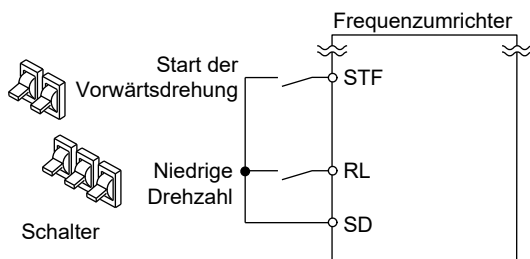 Frequenzumrichter
Start der
Vorwärtsdrehung
STF
Niedrige
Drehzahl
RL
SD
Schalter